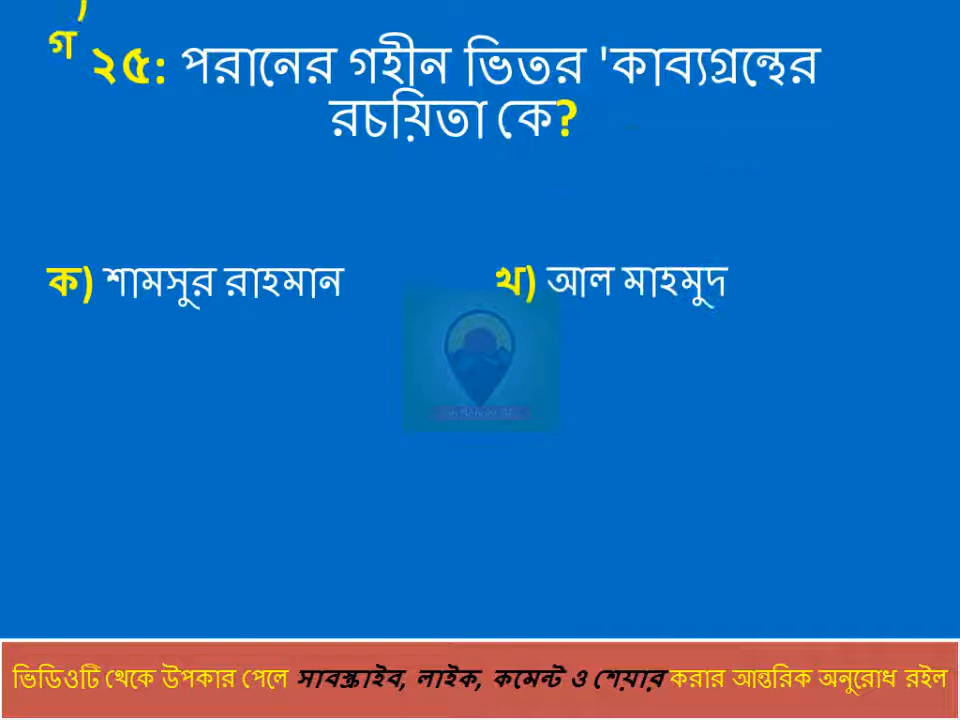 )
গ
২৫: পরানের গহীন ভিতর 'কাব্যগ্রন্থের
রচয়িতা কে?
ক) শামসুর রাহমান
খ) আল মাহমুদ
ভিডিওটি থেকে উপকার পেলে সাবস্ক্রাইব, লাইক, কমেন্ট ও শেয়ার করার আন্তরিক অনুরোধ রইল